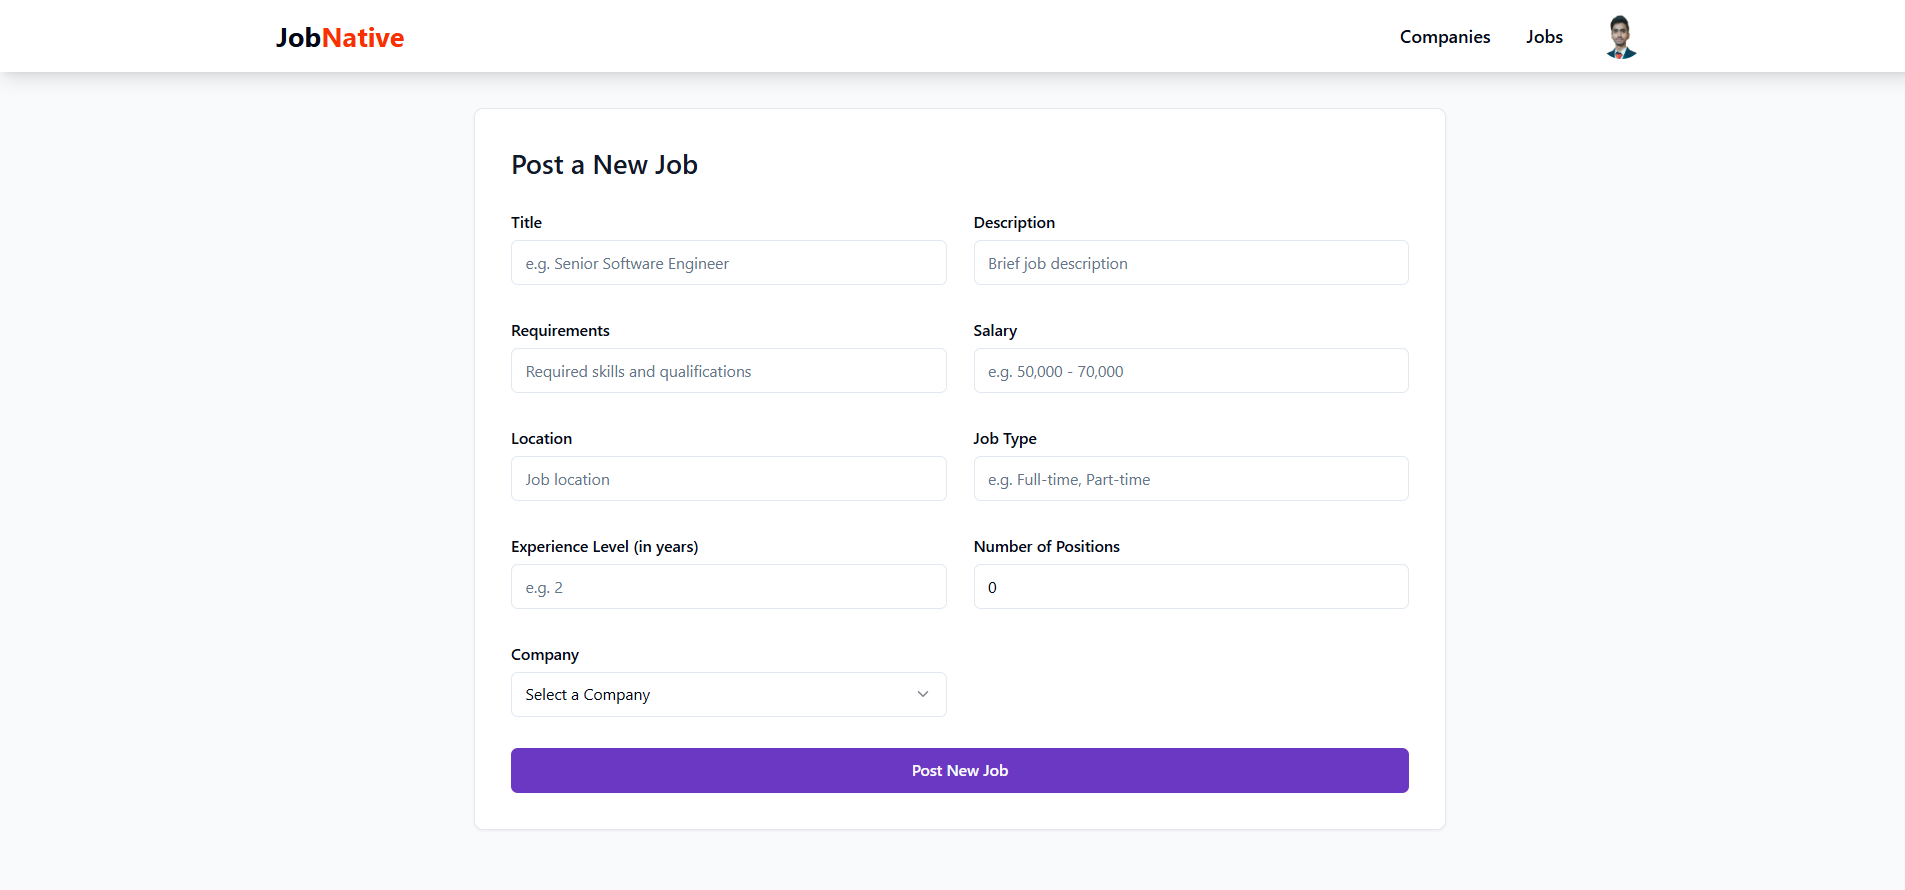 JobNative
Companies
Jobs
Post a New Job
Title
Description
e.g. Senior Software Engineer
Brief job description
Requirements
Salary
Required skills and qualifications
e.g. 50,000 - 70,000
Location
Job Type
Job location
e.g. Full-time, Part-time
Experience Level (in years)
Number of Positions
e.g. 2
0
Company
Select a Company
Post New Job